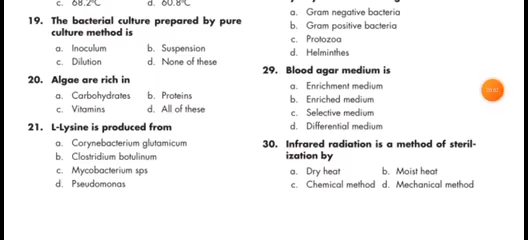 c. 68.2°C d. 60.8°C
19. The bacterial culture prepared by pure
culture method is
a. Inoculum b. Suspension
c. Dilution d. None of these
20. Algae are rich in
a. Carbohydrates b. Proteins
c. Vitamins d. All of these
21. L-Lysine is produced from
a. Corynebacterium glutamicum
b. Clostridium botulinum
c. Mycobacterium sps
d. Pseudomonas
a. Gram negative bacteria
b. Gram positive bacteria
c. Protozoa
d. Helminthes
29. Blood agar medium is
a. Enrichment medium
b. Enriched medium
c. Selective medium
d. Differential medium
30. Infrared radiation is a method of steril-
ization by
a. Dry heat b. Moist heat
c. Chemical method d. Mechanical method